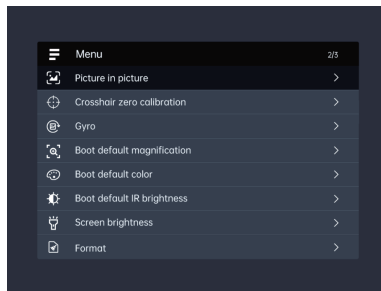 Menu 2/3
Picture in picture
Crosshair zero calibration
Gyro
Boot default magnification
Boot default color
Boot default IR brightness
Screen brightness
Format